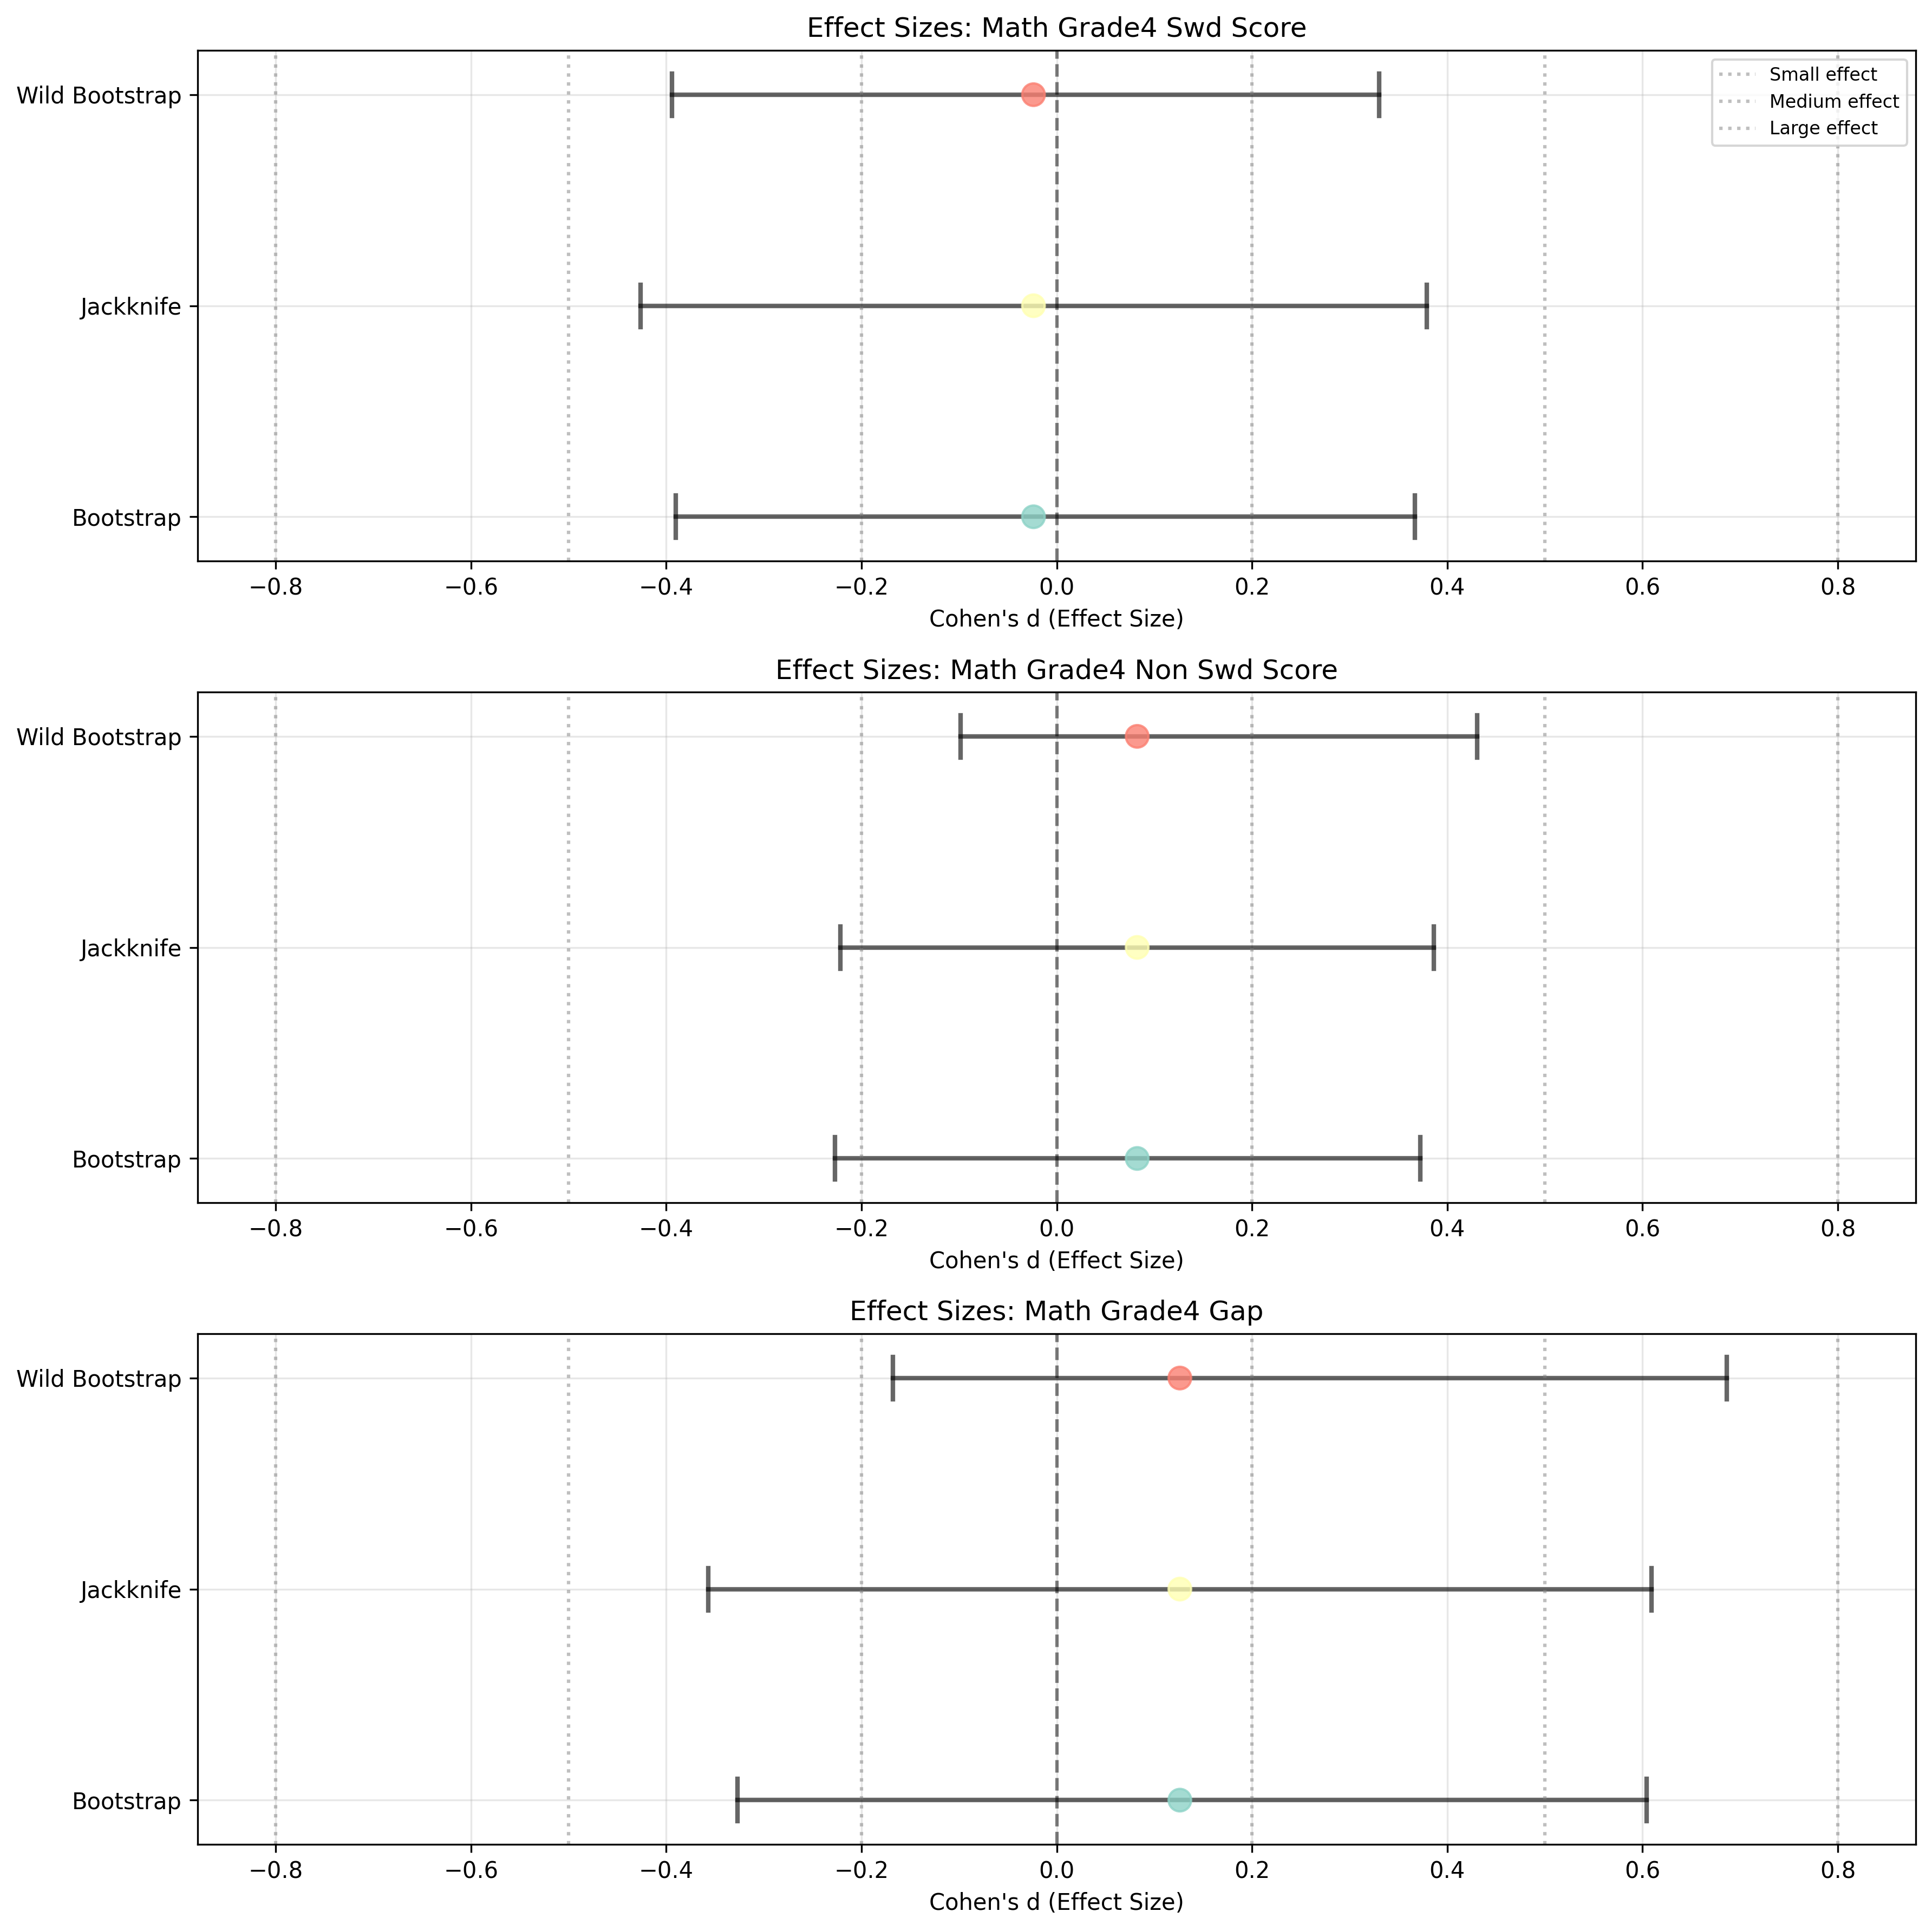 Effect Sizes: Math Grade4 Swd Score
Small effect
Medium effect
Large effect
Wild Bootstrap
Jackknife
Bootstrap
−0.8 −0.6 −0.4 −0.2 0.0 0.2 0.4 0.6 0.8
Cohen's d (Effect Size)
Effect Sizes: Math Grade4 Non Swd Score
Wild Bootstrap
Jackknife
Bootstrap
−0.8 −0.6 −0.4 −0.2 0.0 0.2 0.4 0.6 0.8
Cohen's d (Effect Size)
Effect Sizes: Math Grade4 Gap
Wild Bootstrap
Jackknife
Bootstrap
−0.8 −0.6 −0.4 −0.2 0.0 0.2 0.4 0.6 0.8
Cohen's d (Effect Size)